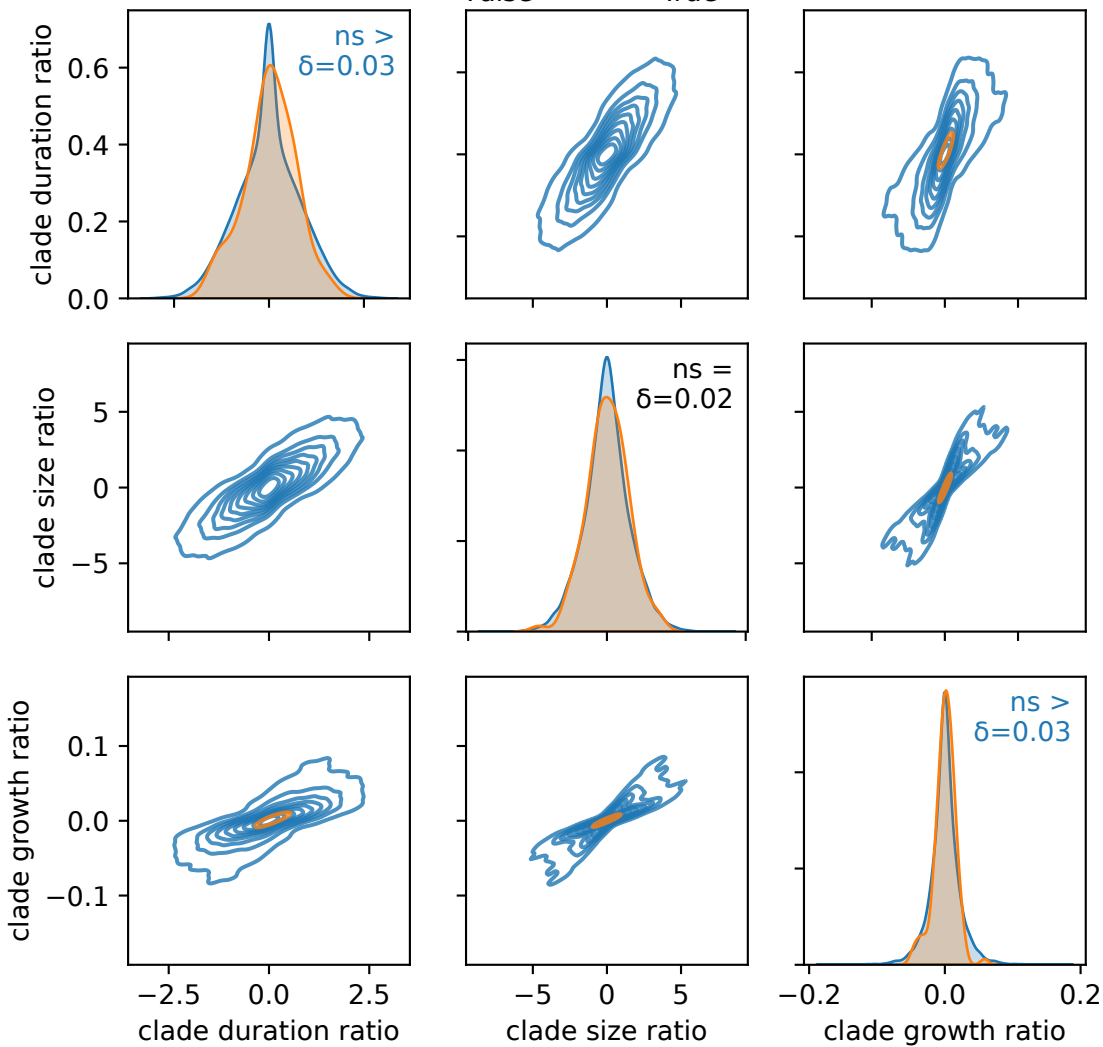 clade duration ratio
0.6
0.4
0.2
0.0
ns >
δ=0.03
clade size ratio
5
0
−5
−5
0
5
ns =
δ=0.02
clade growth ratio
0.1
0.0
−0.1
ns >
δ=0.03
−2.5
0.0
2.5
−5
0
5
−0.2
0.0
0.2
clade duration ratio
clade size ratio
clade growth ratio